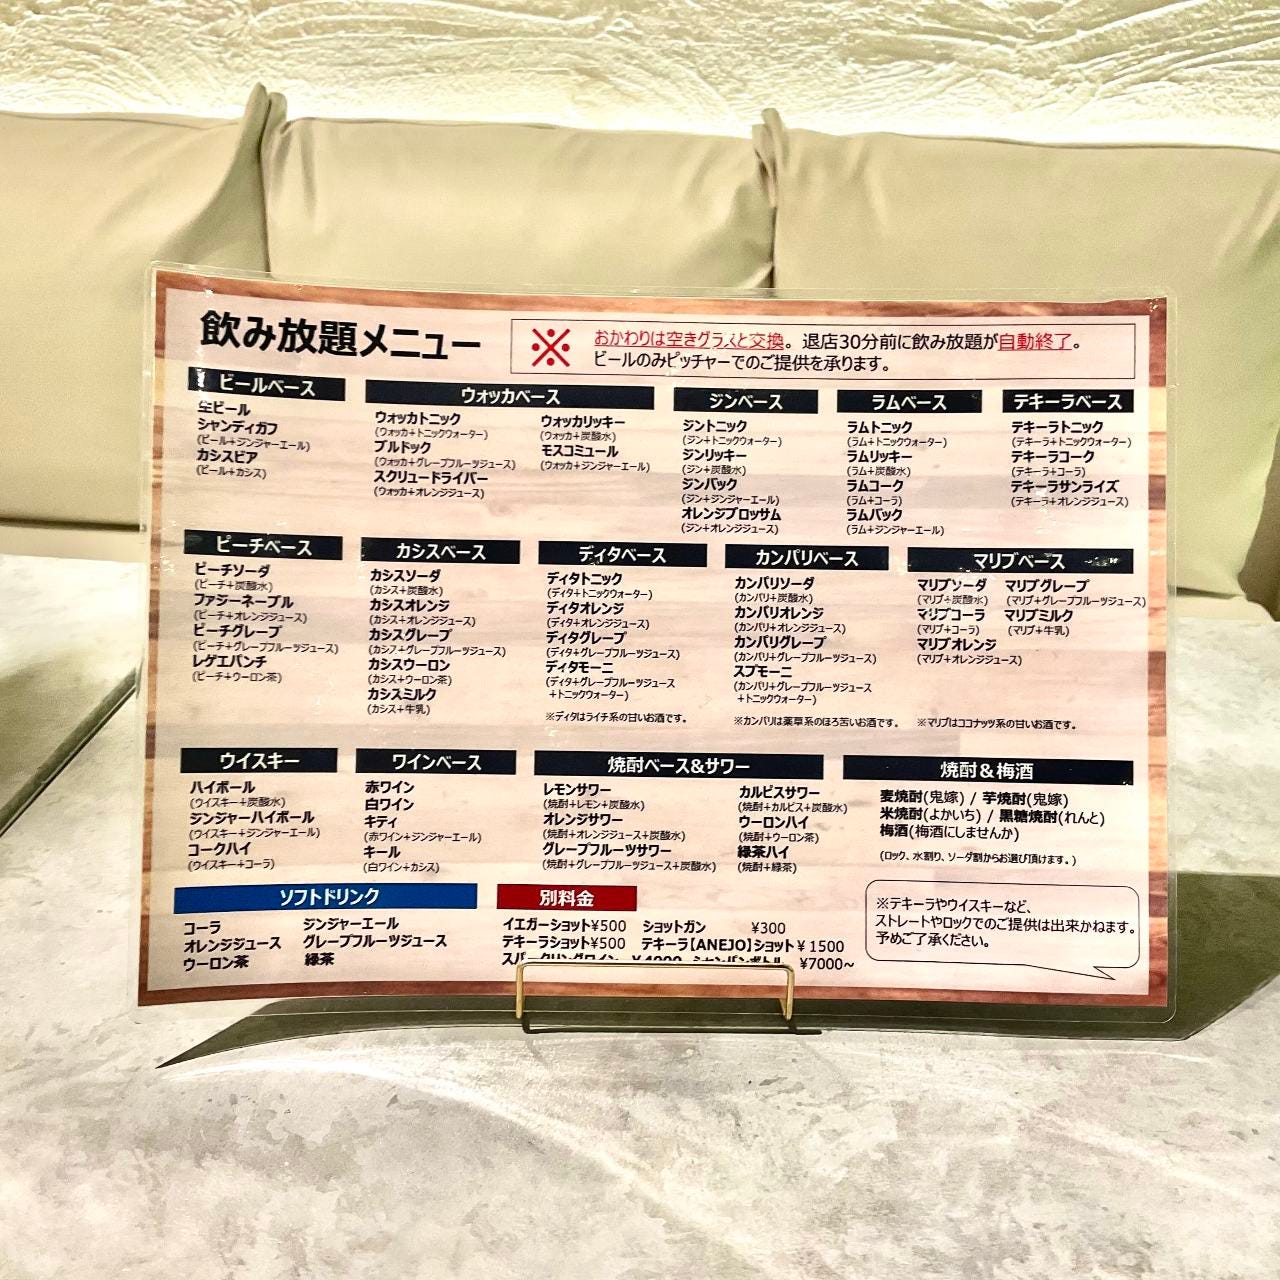 飲み放題メニュー
※ おかわりは空きグラスと交換。退店30分前に飲み放題が自動終了。
ビールのみピッチャーでのご提供を承ります。
ビールベース
生ビール
シャンディガフ
(ビール+ジンジャーエール)
カシスビア
(ビール+カシス)
ウォッカベース
ウォッカトニック
(ウォッカ+トニックウォーター)
ブルドック
(ウォッカ+グレープフルーツジュース)
スクリュードライバー
(ウォッカ+オレンジジュース)
ウォッカリッキー
(ウォッカ+炭酸水)
モスコミュール
(ウォッカ+ジンジャーエール)
ジンベース
ジントニック
(ジン+トニックウォーター)
ジンリッキー
(ジン+炭酸水)
ジンバック
(ジン+ジンジャーエール)
オレンジブロッサム
(ジン+オレンジジュース)
ラムベース
ラムトニック
(ラム+トニックウォーター)
ラムリッキー
(ラム+炭酸水)
ラムコーク
(ラム+コーラ)
ラムバック
(ラム+ジンジャーエール)
テキーラベース
テキーラトニック
(テキーラ+トニックウォーター)
テキーラコーク
(テキーラ+コーラ)
テキーラサンライズ
(テキーラ+オレンジジュース)
ピーチベース
ピーチソーダ
(ピーチ+炭酸水)
ファジーネーブル
(ピーチ+オレンジジュース)
ピーチグレープ
(ピーチ+グレープフルーツジュース)
レゲエパンチ
(ピーチ+ウーロン茶)
カシスベース
カシスソーダ
(カシス+炭酸水)
カシスオレンジ
(カシス+オレンジジュース)
カシスグレープ
(カシス+グレープフルーツジュース)
カシスウーロン
(カシス+ウーロン茶)
カシスミルク
(カシス+牛乳)
ディタベース
ディタトニック
(ディタ+トニックウォーター)
ディタオレンジ
(ディタ+オレンジジュース)
ディタグレープ
(ディタ+グレープフルーツジュース)
ディタモーニ
(ディタ+グレープフルーツジュース
+トニックウォーター)
※ディタはライチ系の甘いお酒です。
カンパリベース
カンパリソーダ
(カンパリ+炭酸水)
カンパリオレンジ
(カンパリ+オレンジジュース)
カンパリグレープ
(カンパリ+グレープフルーツジュース)
スプモーニ
(カンパリ+グレープフルーツジュース
+トニックウォーター)
※カンパリは薬草系のほろ苦いお酒です。
マリブベース
マリブソーダ
(マリブ+炭酸水)
マリブコーラ
(マリブ+コーラ)
マリブオレンジ
(マリブ+オレンジジュース)
マリブグレープ
(マリブ+グレープフルーツジュース)
マリブミルク
(マリブ+牛乳)
※マリブはココナッツ系の甘いお酒です。
ウイスキー
ハイボール
(ウイスキー+炭酸水)
ジンジャーハイボール
(ウイスキー+ジンジャーエール)
コークハイ
(ウイスキー+コーラ)
ワインベース
赤ワイン
白ワイン
キティ
(赤ワイン+ジンジャーエール)
キール
(白ワイン+カシス)
焼酎ベース&サワー
レモンサワー
(焼酎+レモン+炭酸水)
オレンジサワー
(焼酎+オレンジジュース+炭酸水)
グレープフルーツサワー
(焼酎+グレープフルーツジュース+炭酸水)
カルピスサワー
(焼酎+カルピス+炭酸水)
ウーロンハイ
(焼酎+ウーロン茶)
緑茶ハイ
(焼酎+緑茶)
焼酎&梅酒
麦焼酎(鬼嫁) / 芋焼酎(鬼嫁)
米焼酎(よかいち) / 黒糖焼酎(れんと)
梅酒(梅酒にしませんか)
(ロック、水割り、ソーダ割からお選び頂けます。)
ソフトドリンク
コーラ
オレンジジュース
ウーロン茶
ジンジャーエール
グレープフルーツジュース
緑茶
別料金
イエガーショット¥500 ショットガン ¥300
テキーラショット¥500 テキーラ【ANEJO】ショット¥1500
スパークリングワイン ¥4000 シャンパンボトル ¥7000~
※テキーラやウイスキーなど、
ストレートやロックでのご提供は出来かねます。
予めご了承ください。